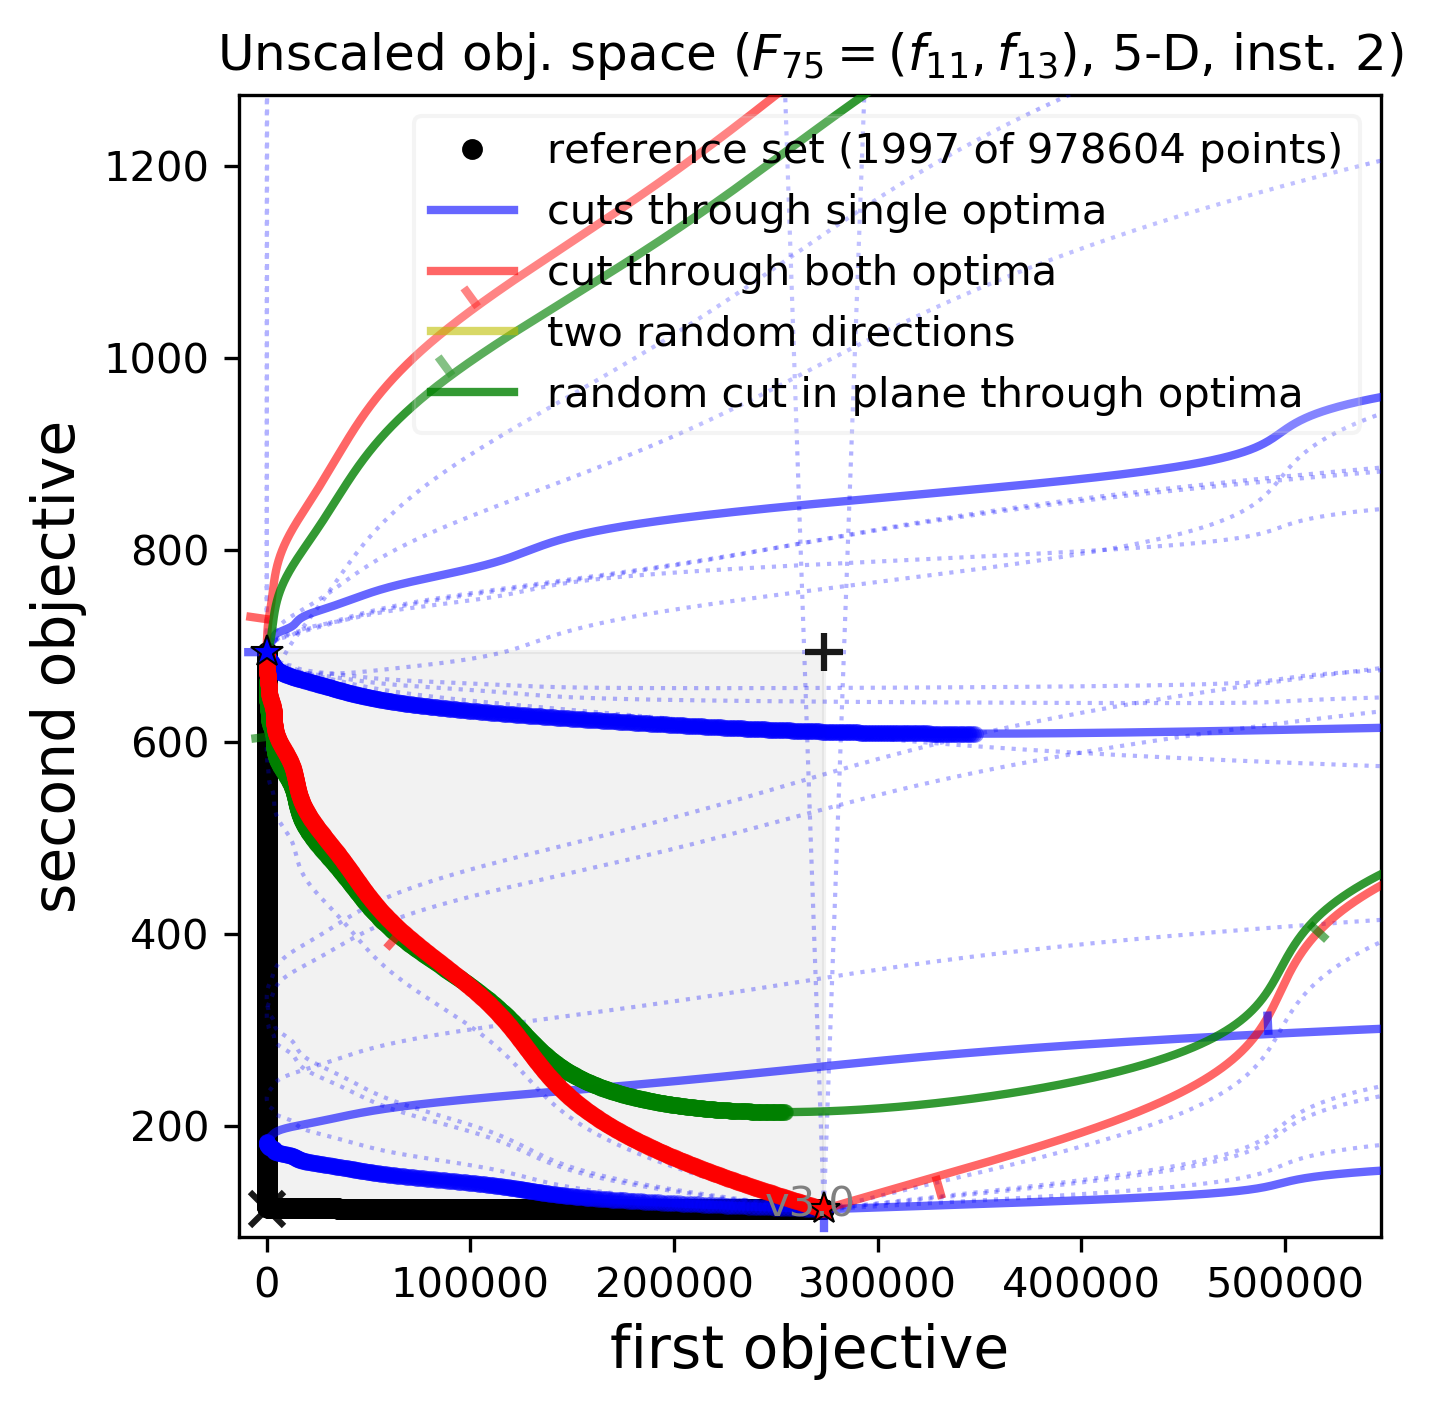 Unscaled obj. space (F₇₅ = (f₁₁, f₁₃), 5-D, inst. 2)
reference set (1997 of 978604 points)
cuts through single optima
cut through both optima
two random directions
random cut in plane through optima
second objective
1200
1000
800
600
400
200
v3.0
0
100000
200000
300000
400000
500000
first objective